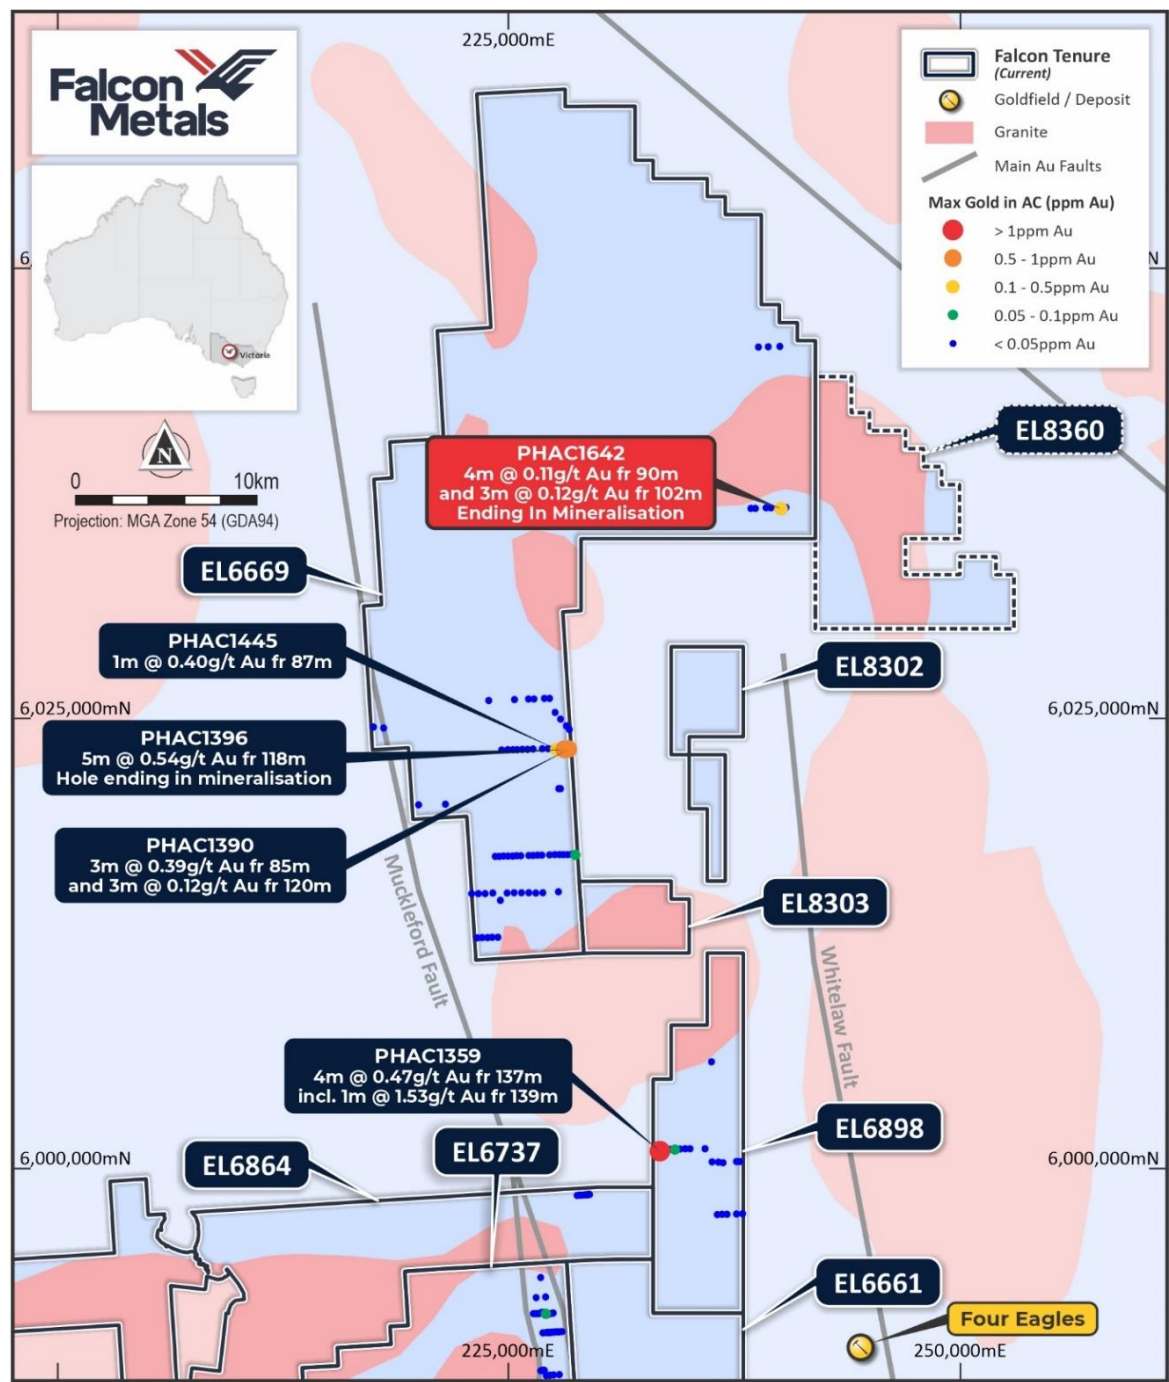 225,000mE
Falcon
Metals
Falcon Tenure
(Current)
Goldfield / Deposit
Granite
Main Au Faults
Max Gold in AC (ppm Au)
> 1ppm Au
0.5 - 1ppm Au
0.1 - 0.5ppm Au
0.05 - 0.1ppm Au
< 0.05ppm Au
Victoria
6,
N
N
0 10km
Projection: MGA Zone 54 (GDA94)
EL8360
PHAC1642
4m @ 0.11g/t Au fr 90m
and 3m @ 0.12g/t Au fr 102m
Ending In Mineralisation
EL6669
PHAC1445
1m @ 0.40g/t Au fr 87m
EL8302
6,025,000mN
6,025,000mN
PHAC1396
5m @ 0.54g/t Au fr 118m
Hole ending in mineralisation
PHAC1390
3m @ 0.39g/t Au fr 85m
and 3m @ 0.12g/t Au fr 120m
Muckleford Fault
EL8303
Whitelaw Fault
PHAC1359
4m @ 0.47g/t Au fr 137m
incl. 1m @ 1.53g/t Au fr 139m
EL6898
EL6737
EL6864
6,000,000mN
6,000,000mN
EL6661
Four Eagles
225,000mE
250,000mE